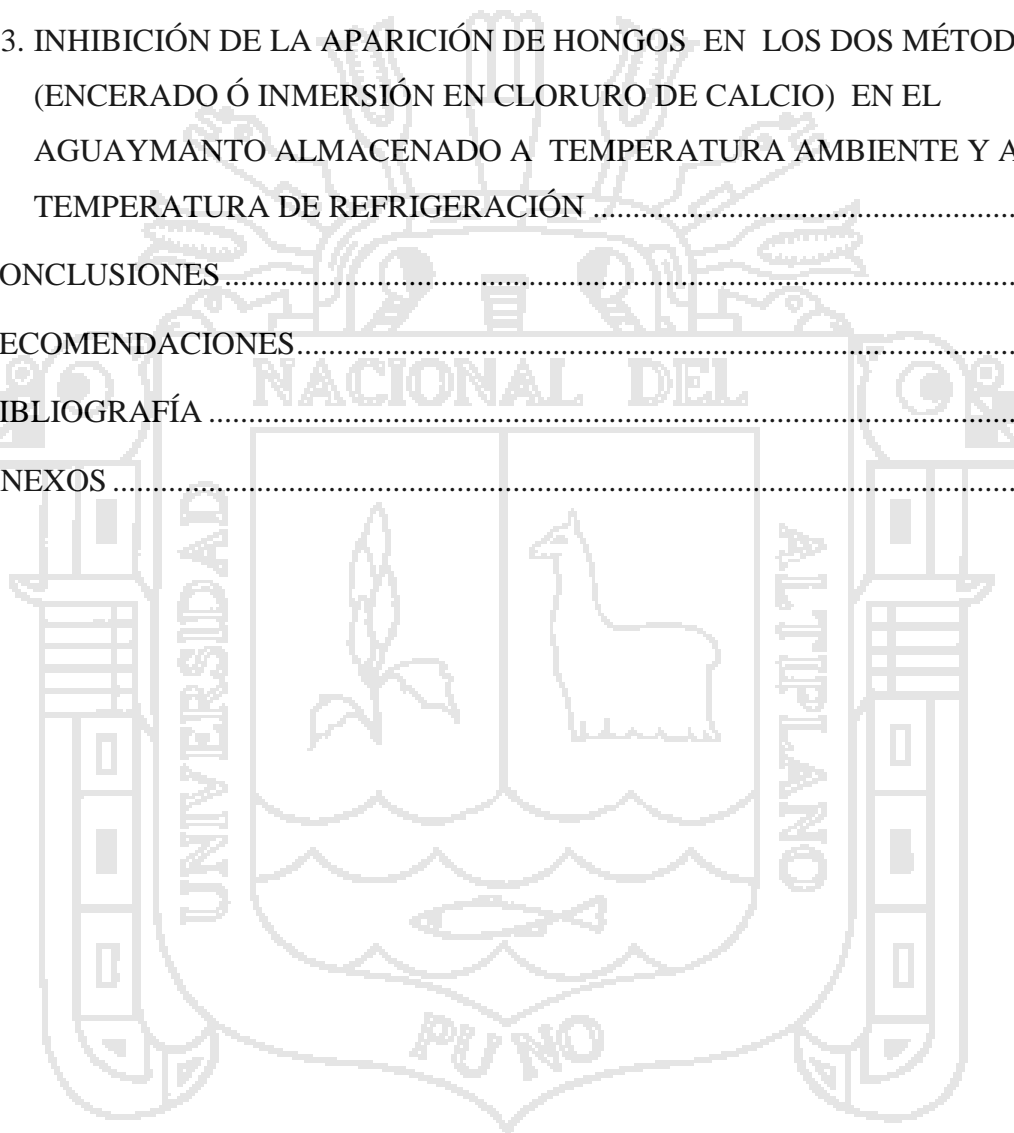 3. INHIBICIÓN DE LA APARICIÓN DE HONGOS EN LOS DOS MÉTOD
(ENCERADO Ó INMERSIÓN EN CLORURO DE CALCIO) EN EL
AGUAYMANTO ALMACENADO A TEMPERATURA AMBIENTE Y A
TEMPERATURA DE REFRIGERACIÓN ................................................
ONCLUSIONES ................................................
ECOMENDACIONES ................................................
IBLIOGRAFÍA ................................................
NEXOS ................................................
NACIONAL DEL
UNIVERSIDAD
ALTIPLANO
PUNO